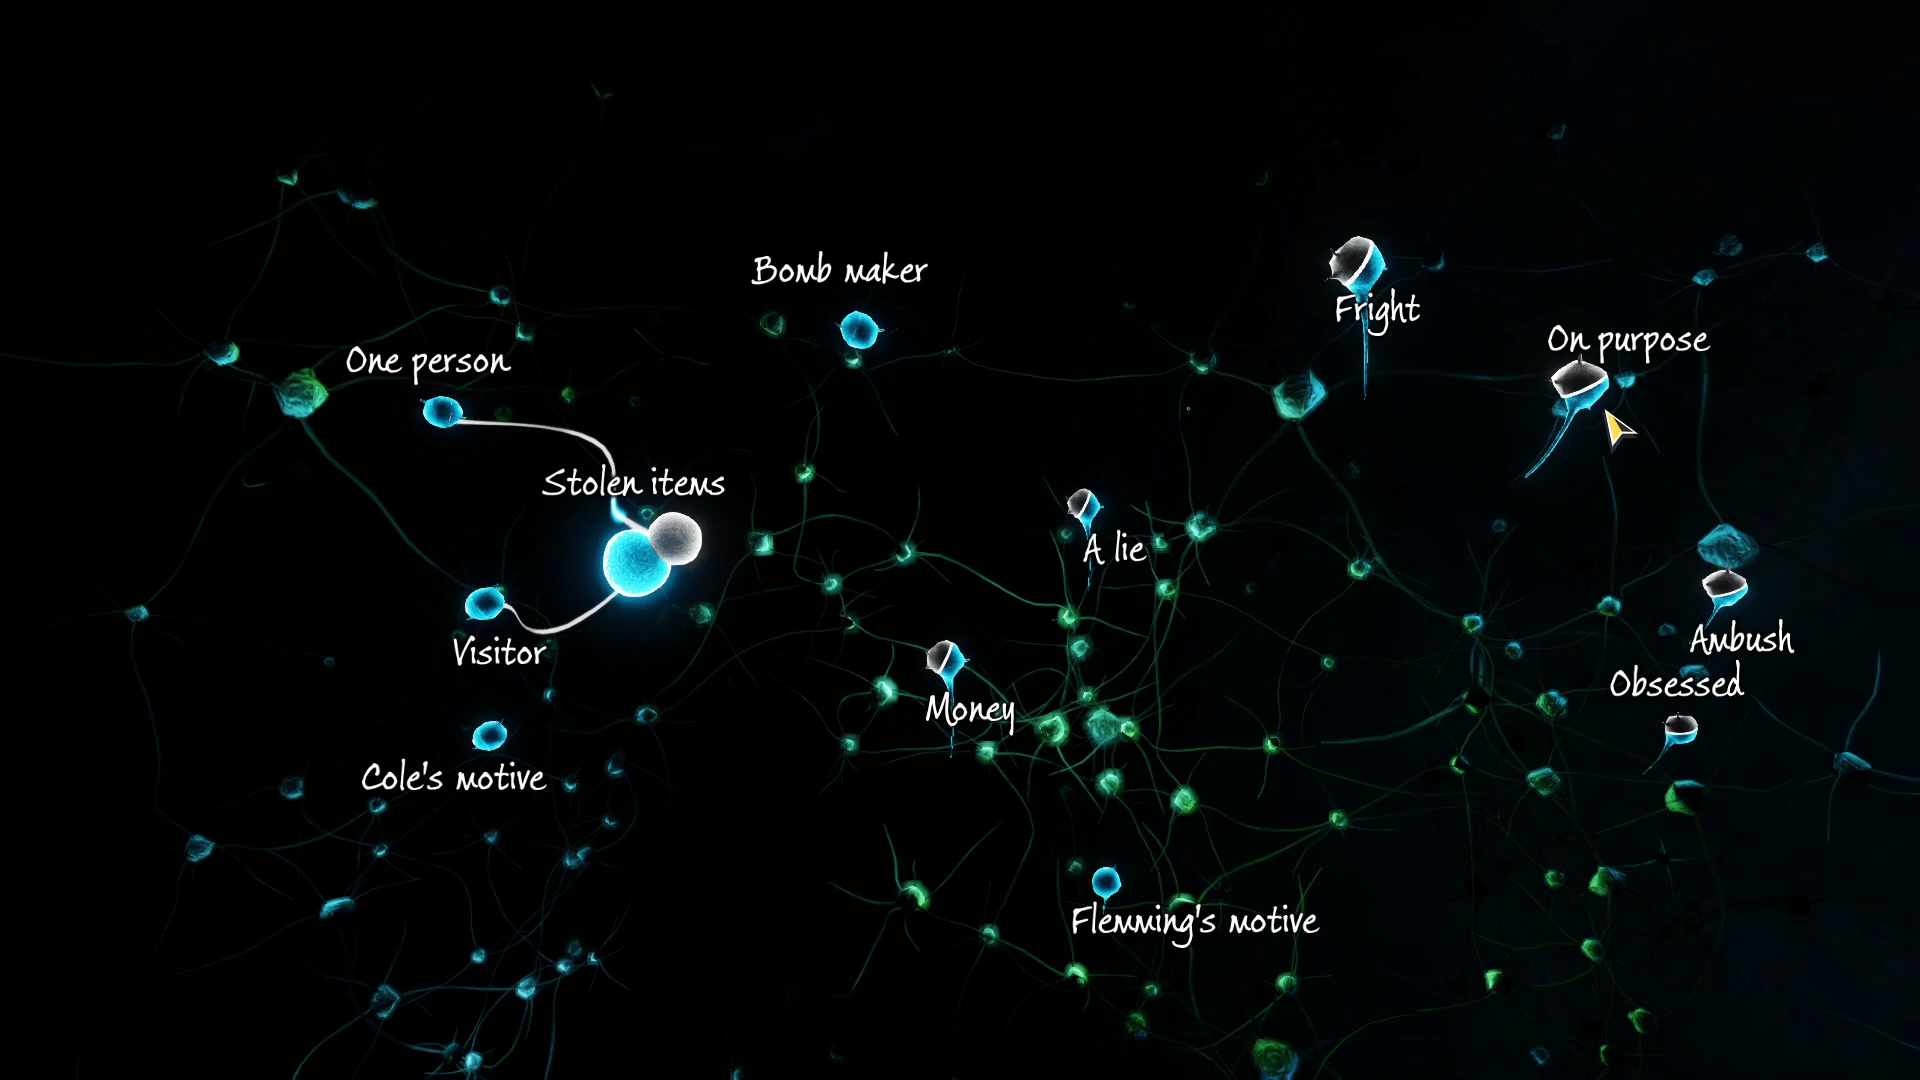 Bomb maker
Fright
On purpose
One person
Stolen items
A lie
Visitor
Ambush
Obsessed
Money
Cole's motive
Flemming's motive